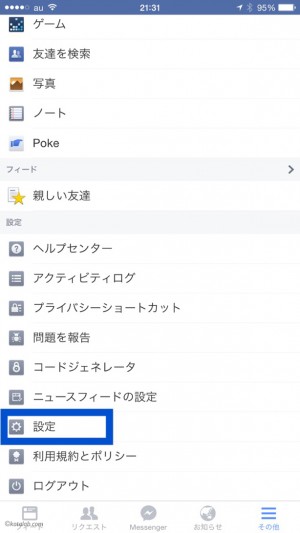 au 21:31 95%
ゲーム
友達を検索
写真
ノート
Poke
フィード
親しい友達
設定
ヘルプセンター
アクティビティログ
プライバシーショートカット
問題を報告
コードジェネレータ
ニュースフィードの設定
設定
利用規約とポリシー
ログアウト
リクエスト Messenger お知らせ その他